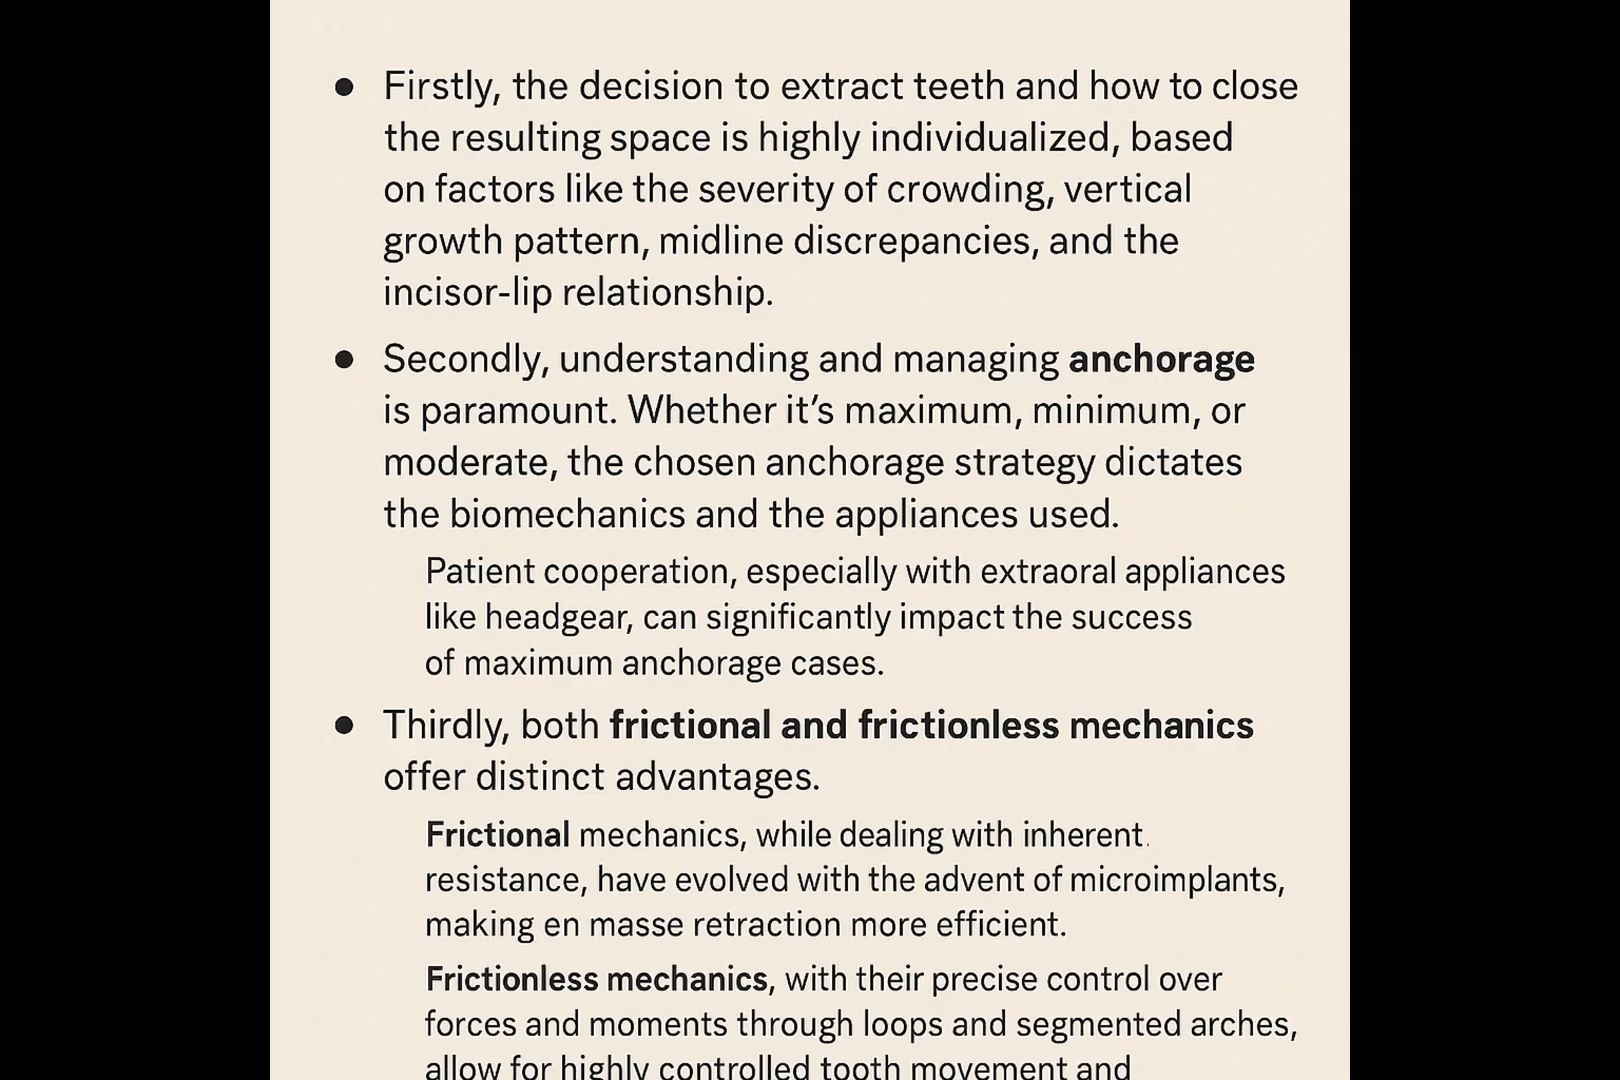 • Firstly, the decision to extract teeth and how to close
the resulting space is highly individualized, based
on factors like the severity of crowding, vertical
growth pattern, midline discrepancies, and the
incisor-lip relationship.
• Secondly, understanding and managing anchorage
is paramount. Whether it’s maximum, minimum, or
moderate, the chosen anchorage strategy dictates
the biomechanics and the appliances used.
Patient cooperation, especially with extraoral appliances
like headgear, can significantly impact the success
of maximum anchorage cases.
• Thirdly, both frictional and frictionless mechanics
offer distinct advantages.
Frictional mechanics, while dealing with inherent.
resistance, have evolved with the advent of microimplants,
making en masse retraction more efficient.
Frictionless mechanics, with their precise control over
forces and moments through loops and segmented arches,
allow for highly controlled tooth movement and